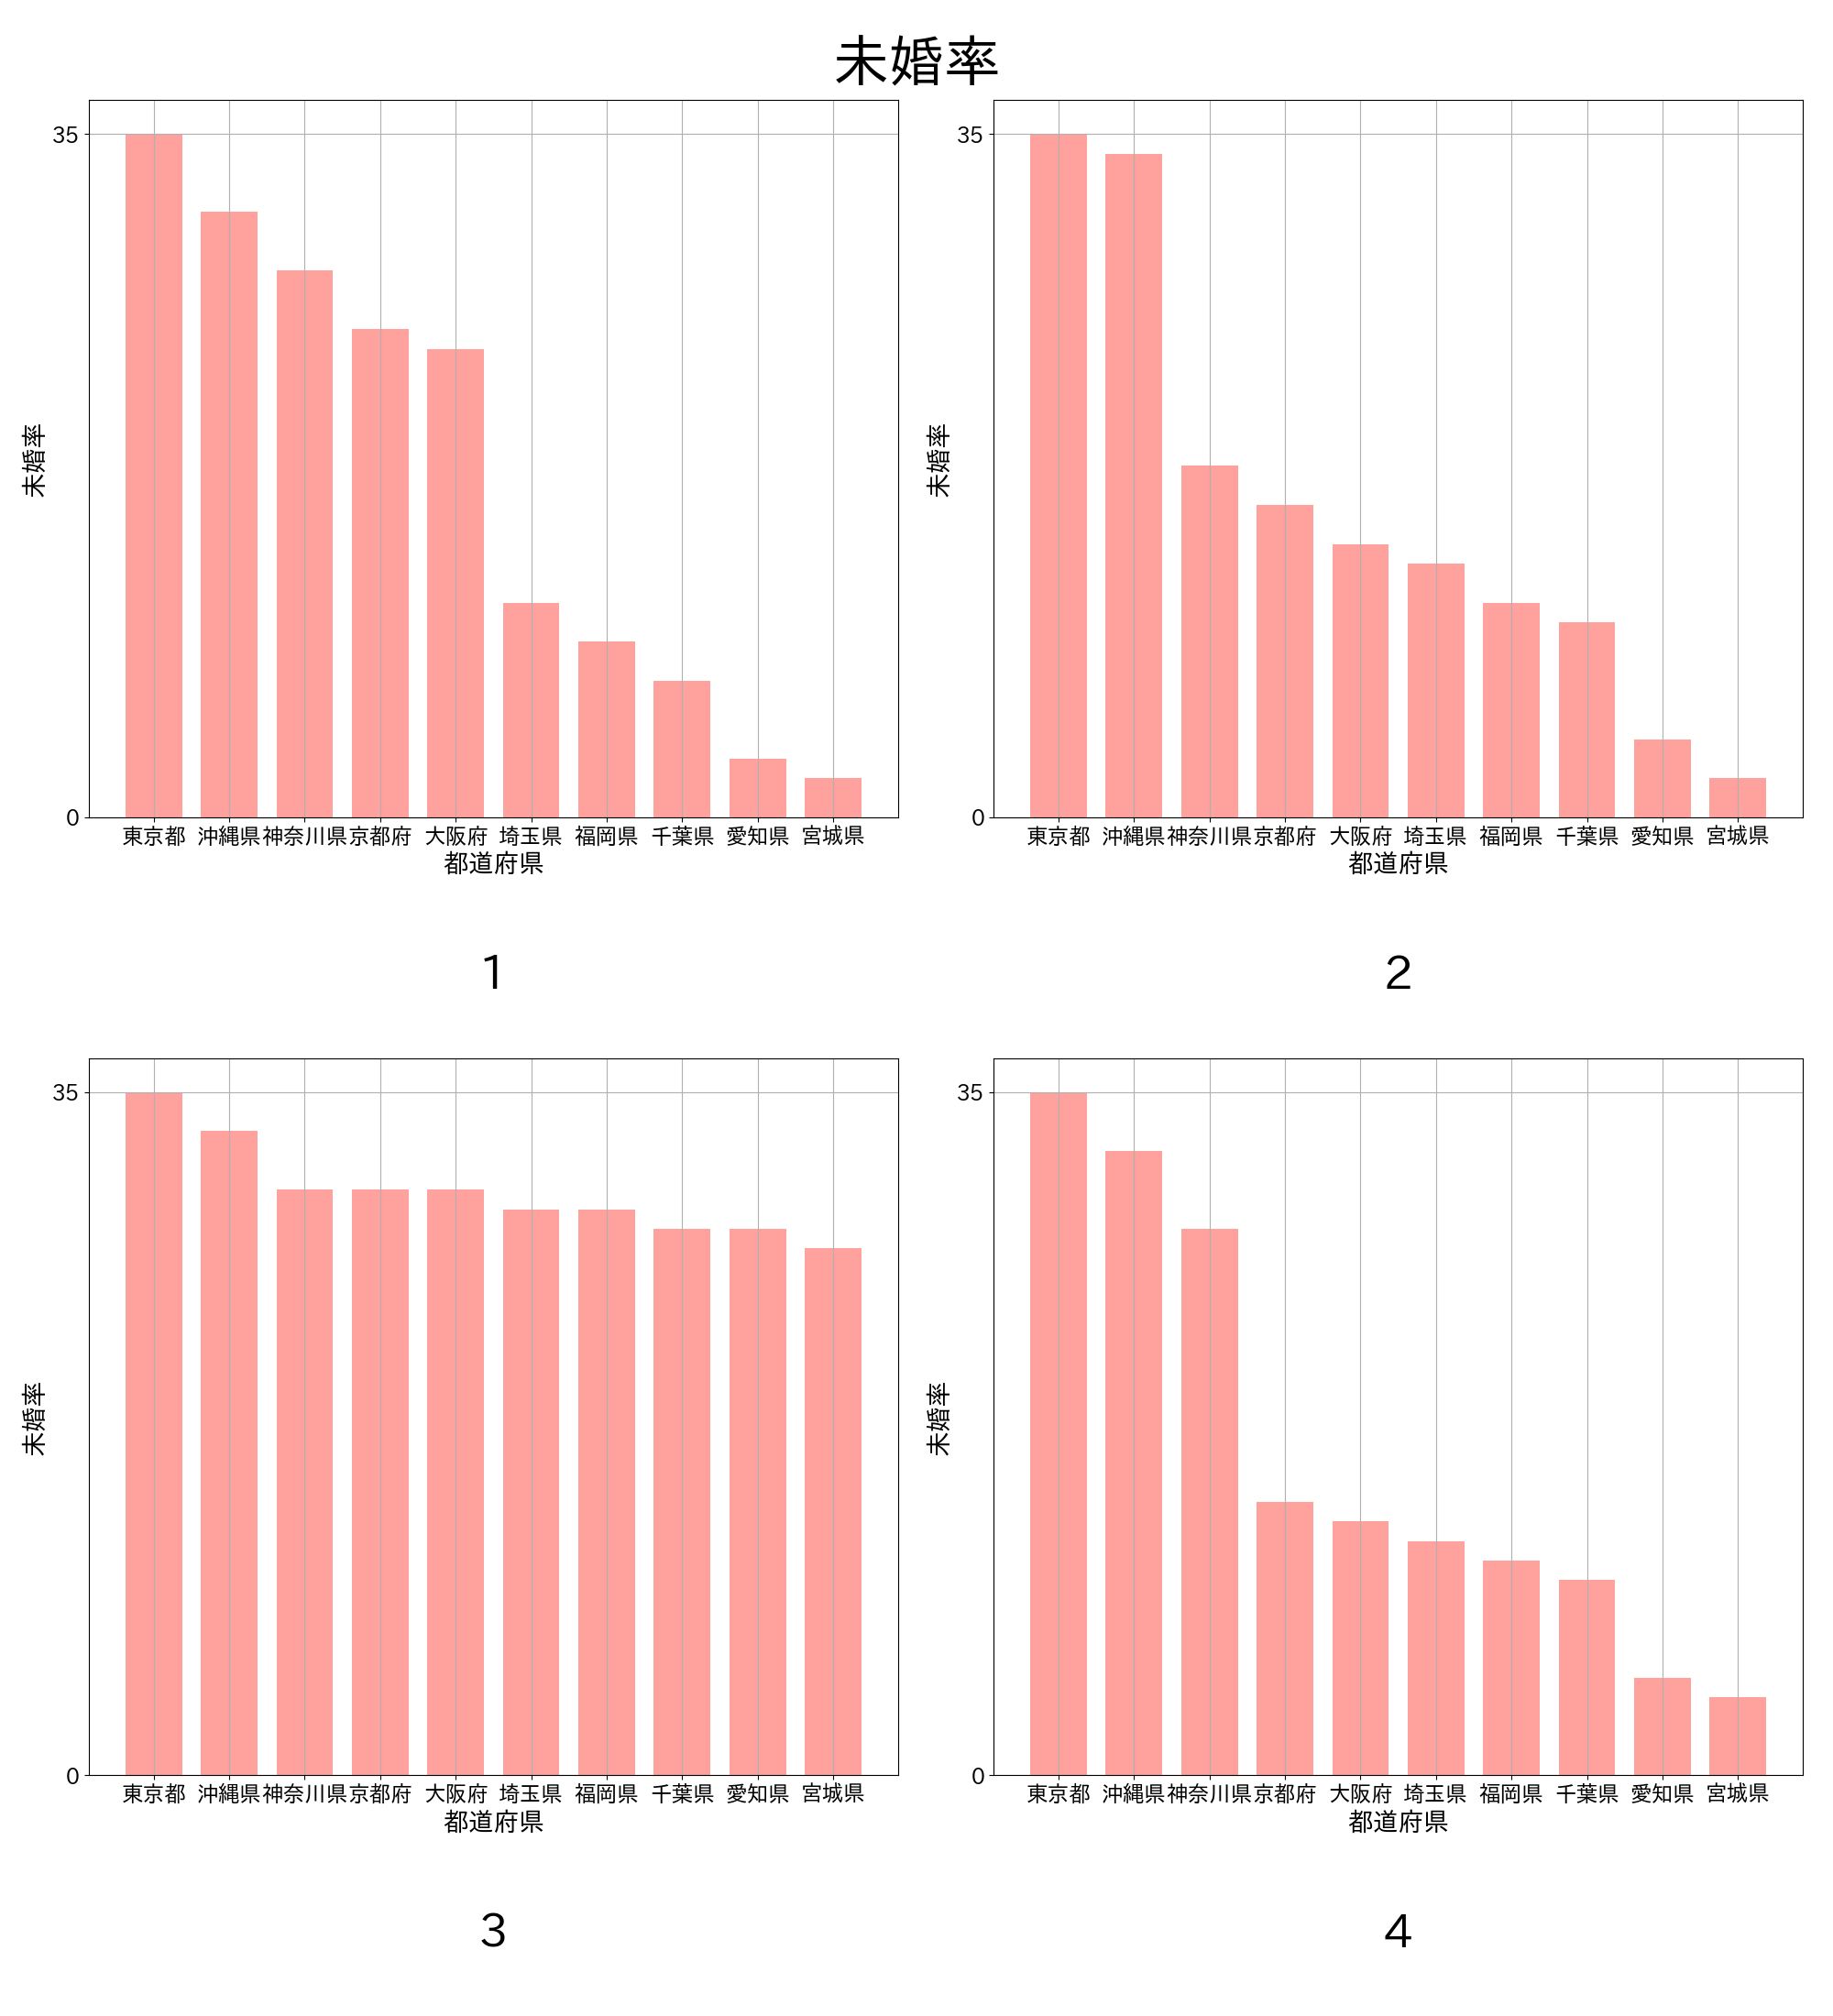 未婚率
35
0
未婚率
東京都 沖縄県 神奈川県 京都府 大阪府 埼玉県 福岡県 千葉県 愛知県 宮城県
都道府県
1
35
0
未婚率
東京都 沖縄県 神奈川県 京都府 大阪府 埼玉県 福岡県 千葉県 愛知県 宮城県
都道府県
2
35
0
未婚率
東京都 沖縄県 神奈川県 京都府 大阪府 埼玉県 福岡県 千葉県 愛知県 宮城県
都道府県
3
35
0
未婚率
東京都 沖縄県 神奈川県 京都府 大阪府 埼玉県 福岡県 千葉県 愛知県 宮城県
都道府県
4